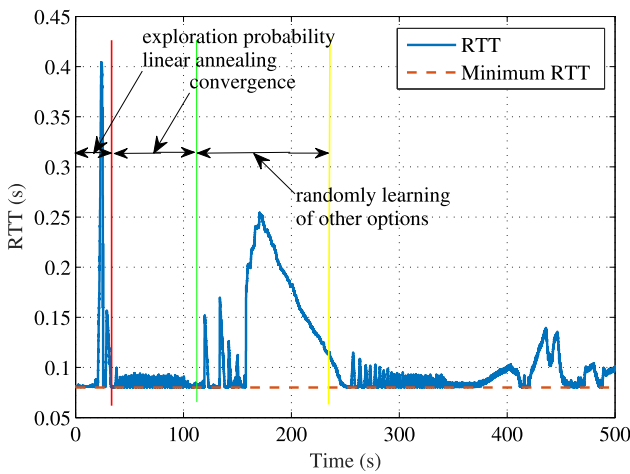 0.45
0.4
0.35
0.3
0.25
0.2
0.15
0.1
0.05
RTT (s)
exploration probability
linear annealing
convergence
RTT
Minimum RTT
randomly learning
of other options
0 100 200 300 400 500
Time (s)